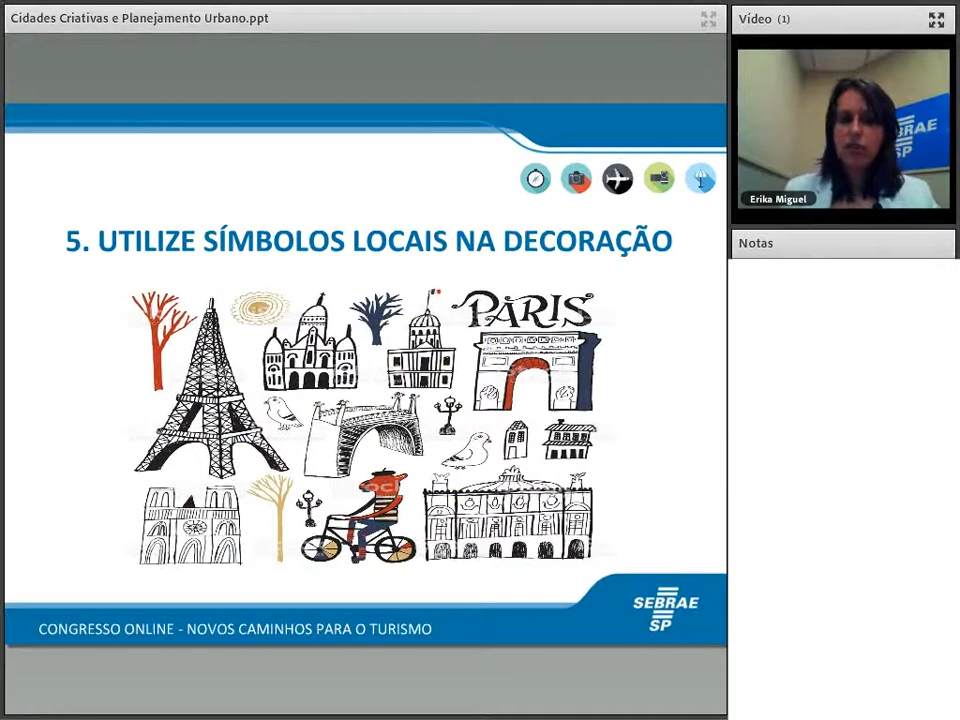 Cidades Criativas e Planejamento Urbano.ppt
Vídeo (1)
BRAE
SP
Erika Miguel
Notas
5. UTILIZE SÍMBOLOS LOCAIS NA DECORAÇÃO
PARIS
SEBRAE
SP
CONGRESSO ONLINE - NOVOS CAMINHOS PARA O TURISMO